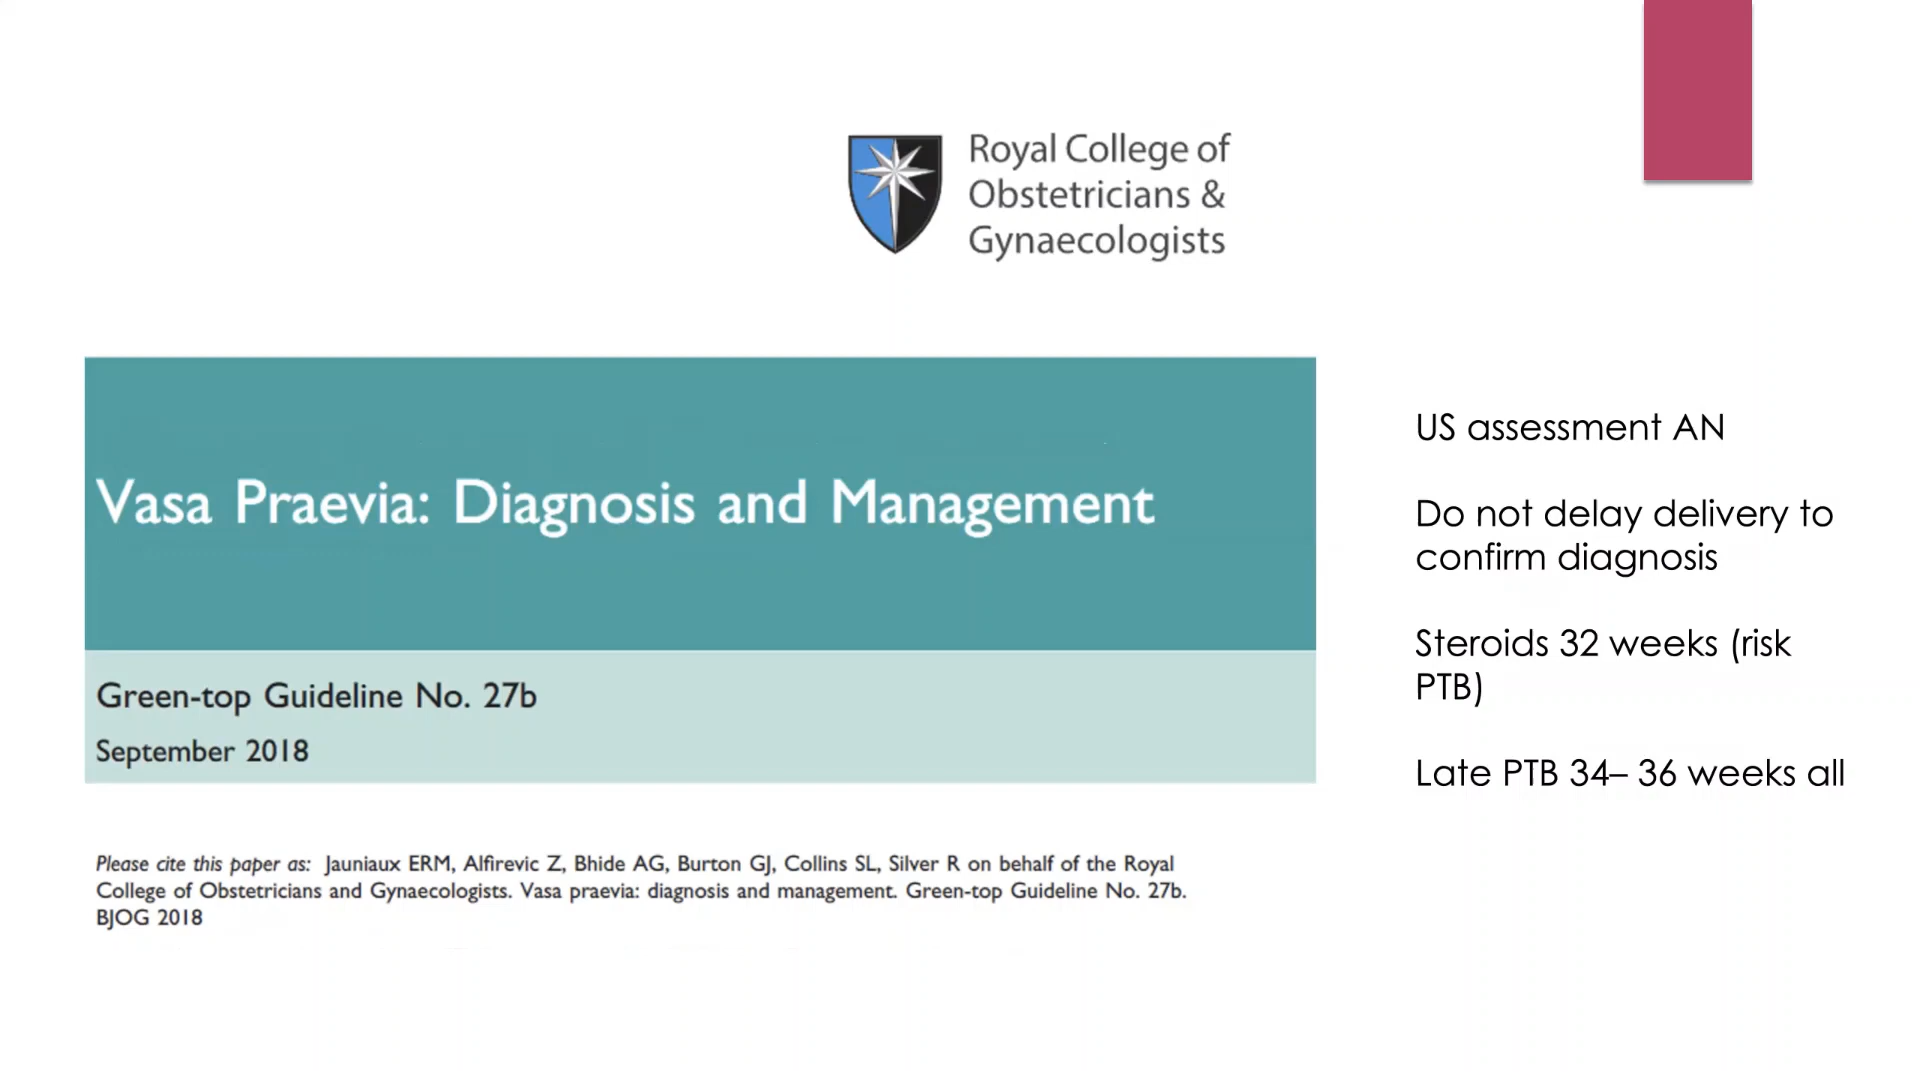 Royal College of
Obstetricians &
Gynaecologists
Vasa Praevia: Diagnosis and Management
Green-top Guideline No. 27b
September 2018
Please cite this paper as: Jauniaux ERM, Alfirevic Z, Bhide AG, Burton GJ, Collins SL, Silver R on behalf of the Royal
College of Obstetricians and Gynaecologists. Vasa praevia: diagnosis and management. Green-top Guideline No. 27b.
BJOG 2018
US assessment AN
Do not delay delivery to
confirm diagnosis
Steroids 32 weeks (risk
PTB)
Late PTB 34– 36 weeks all